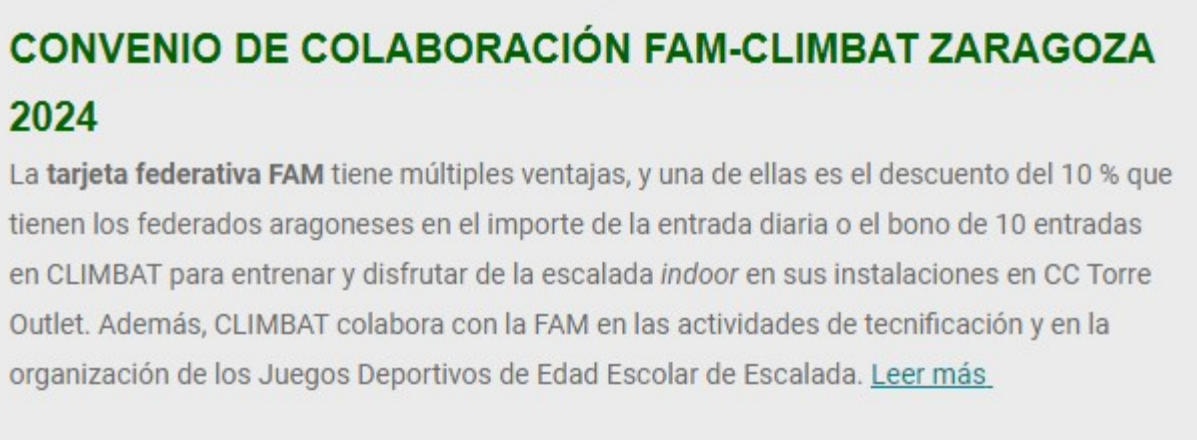 CONVENIO DE COLABORACIÓN FAM-CLIMBAT ZARAGOZA
2024
La tarjeta federativa FAM tiene múltiples ventajas, y una de ellas es el descuento del 10 % que
tienen los federados aragoneses en el importe de la entrada diaria o el bono de 10 entradas
en CLIMBAT para entrenar y disfrutar de la escalada indoor en sus instalaciones en CC Torre
Outlet. Además, CLIMBAT colabora con la FAM en las actividades de tecnificación y en la
organización de los Juegos Deportivos de Edad Escolar de Escalada. Leer más